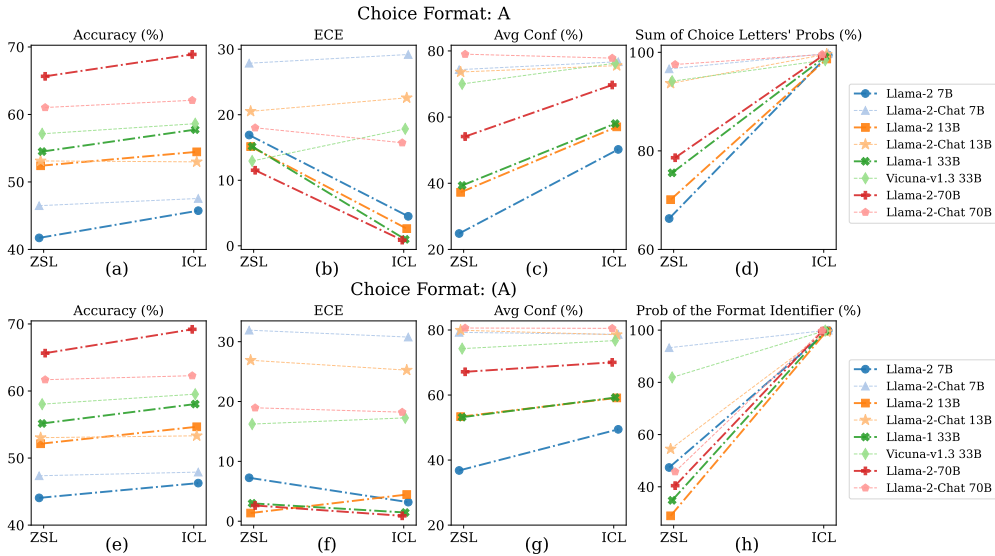 Choice Format: A
Accuracy (%)
ECE
Avg Conf (%)
Sum of Choice Letters' Probs (%)
70
60
50
40
ZSL
ICL
(a)
30
20
10
0
ZSL
ICL
(b)
80
60
40
20
ZSL
ICL
(c)
100
80
60
ZSL
ICL
(d)
Llama-2 7B
Llama-2-Chat 7B
Llama-2 13B
Llama-2-Chat 13B
Llama-1 33B
Vicuna-v1.3 33B
Llama-2-70B
Llama-2-Chat 70B
Choice Format: (A)
Accuracy (%)
ECE
Avg Conf (%)
Prob of the Format Identifier (%)
70
60
50
40
ZSL
ICL
(e)
30
20
10
0
ZSL
ICL
(f)
80
60
40
20
ZSL
ICL
(g)
100
80
60
40
ZSL
ICL
(h)
Llama-2 7B
Llama-2-Chat 7B
Llama-2 13B
Llama-2-Chat 13B
Llama-1 33B
Vicuna-v1.3 33B
Llama-2-70B
Llama-2-Chat 70B